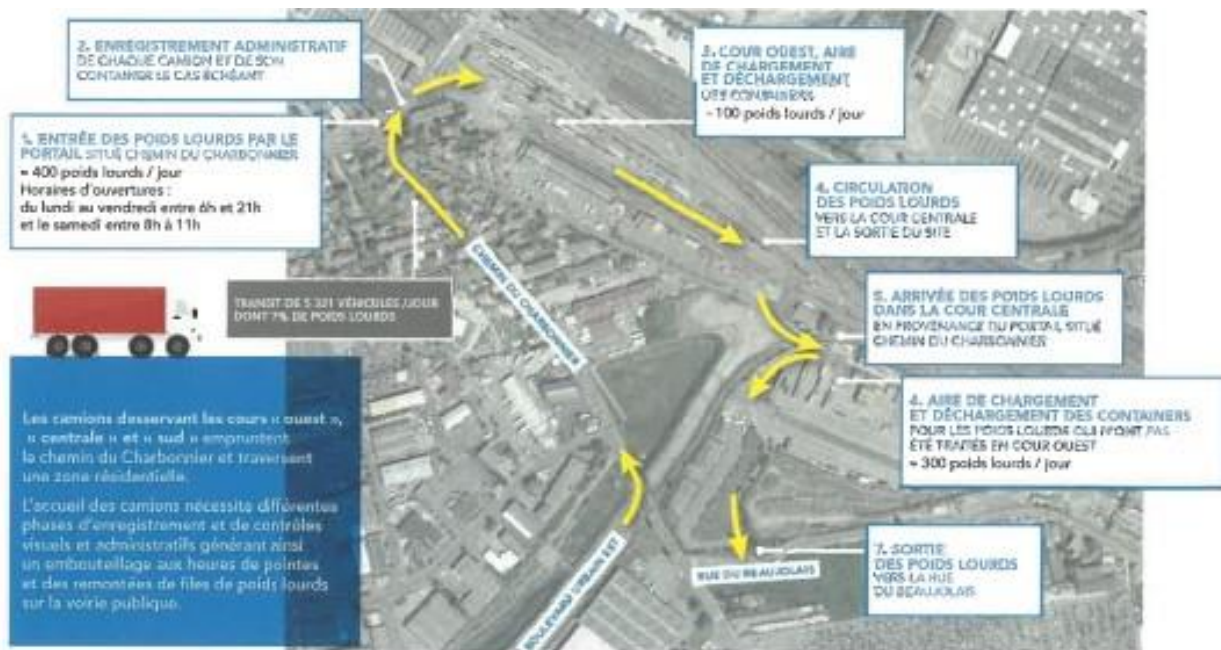 2. ENREGISTREMENT ADMINISTRATIF
DE CHAQUE CAMION ET DE SON
CONTAINER LE CAS ÉCHÉANT
1. ENTRÉE DES POIDS LOURDS PAR LE
PORTAIL SITUÉ CHEMIN DU CHARBONNIER
≈ 400 poids lourds / jour
Horaires d'ouvertures :
du lundi au vendredi entre 6h et 21h
et le samedi entre 8h à 11h
3. COUR OUEST, AIRE
DE CHARGEMENT
ET DÉCHARGEMENT
DES CONTAINERS
~ 100 poids lourds / jour
4. CIRCULATION
DES POIDS LOURDS
VERS LA COUR CENTRALE
ET LA SORTIE DU SITE
TRANSIT DE 5 321 VÉHICULES /JOUR
DONT 7% DE POIDS LOURDS
CHEMIN DU CHARBONNIER
5. ARRIVÉE DES POIDS LOURDS
DANS LA COUR CENTRALE
EN PROVENANCE DU PORTAIL SITUÉ
CHEMIN DU CHARBONNIER
6. AIRE DE CHARGEMENT
ET DÉCHARGEMENT DES CONTAINERS
POUR LES POIDS LOURDS QUI N'ONT PAS
ÉTÉ TRAITÉS EN COUR OUEST
≈ 300 poids lourds / jour
Les camions desservant les cours « ouest »,
« centrale » et « sud » empruntent
le chemin du Charbonnier et traversent
une zone résidentielle.
L'accueil des camions nécessite différentes
phases d'enregistrement et de contrôles
visuels et administratifs générant ainsi
un embouteillage aux heures de pointes
et des remontées de files de poids lourds
sur la voirie publique.
BOULEVARD URBAIN EST
RUE DU BEAUJOLAIS
7. SORTIE
DES POIDS LOURDS
VERS LA RUE
DU BEAUJOLAIS